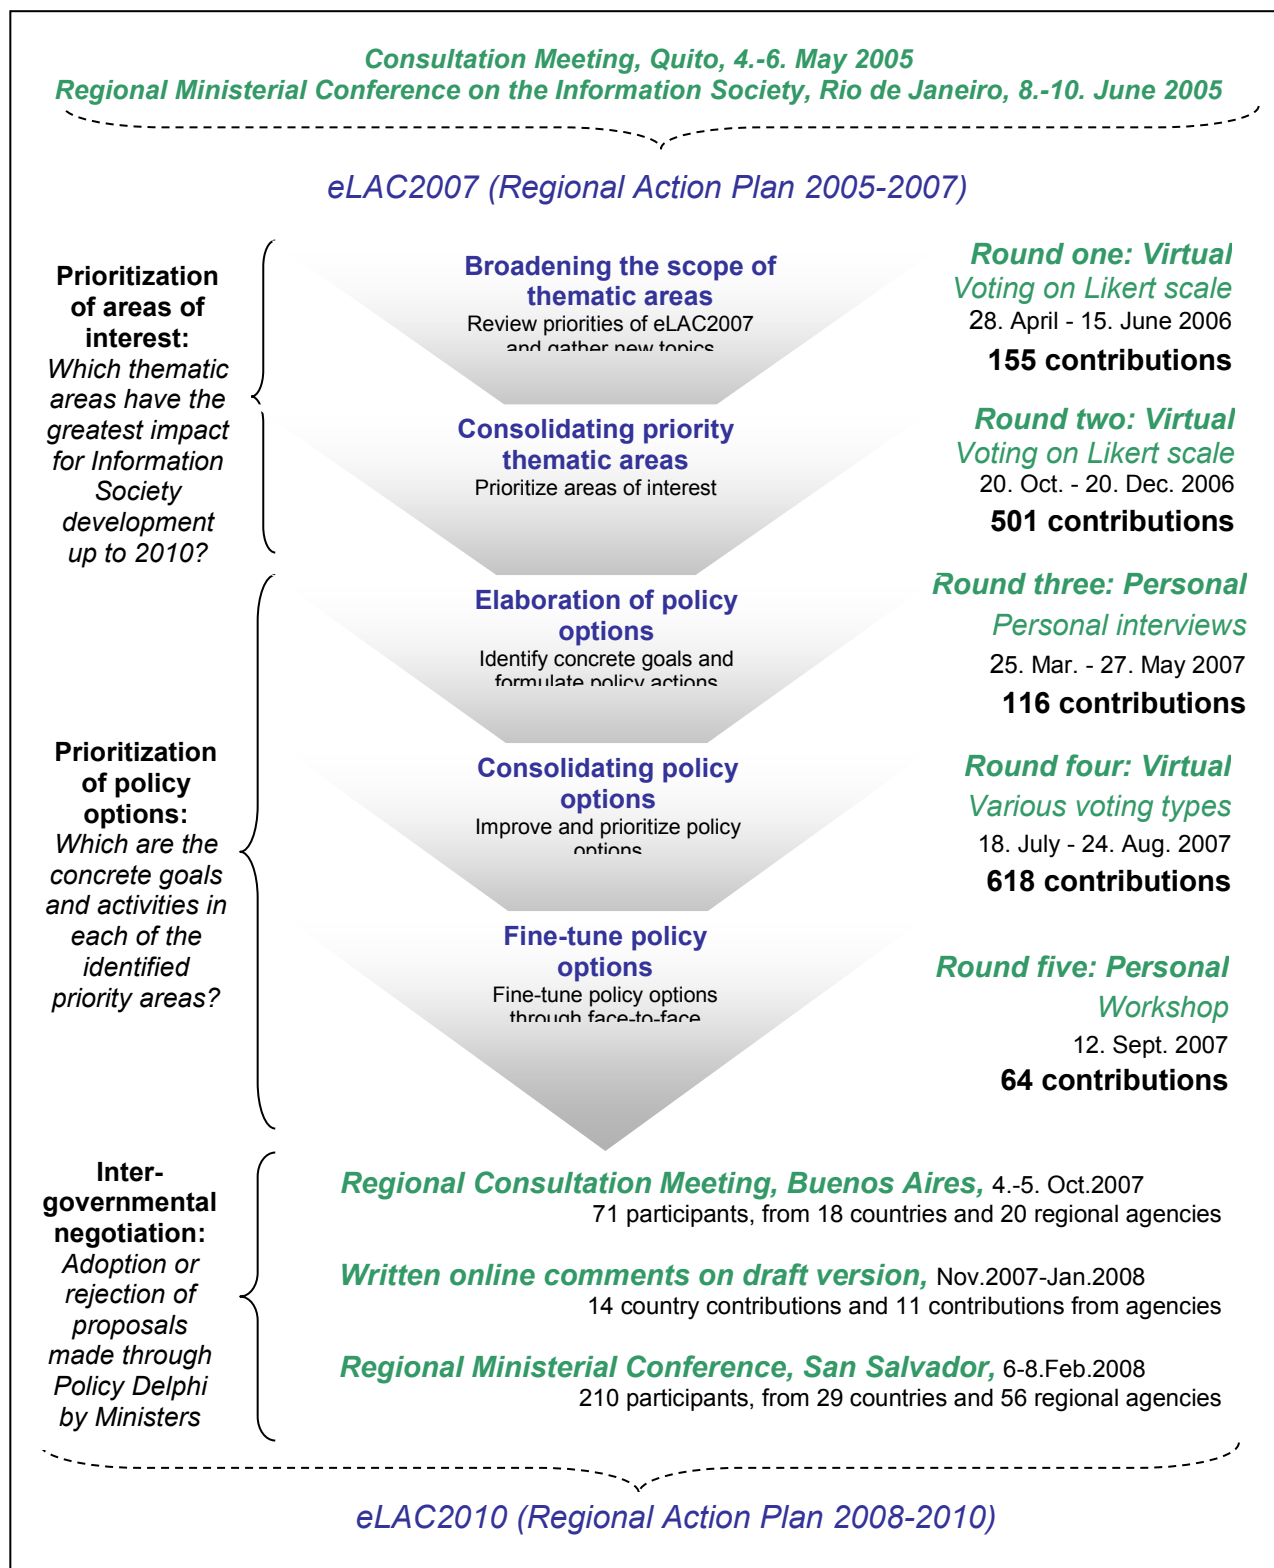 Consultation Meeting, Quito, 4.-6. May 2005
Regional Ministerial Conference on the Information Society, Rio de Janeiro, 8.-10. June 2005
eLAC2007 (Regional Action Plan 2005-2007)
Prioritization
of areas of
interest:
Which thematic
areas have the
greatest impact
for Information
Society
development
up to 2010?
Broadening the scope of
thematic areas
Review priorities of eLAC2007
and gather new topics
Round one: Virtual
Voting on Likert scale
28. April - 15. June 2006
155 contributions
Consolidating priority
thematic areas
Prioritize areas of interest
Round two: Virtual
Voting on Likert scale
20. Oct. - 20. Dec. 2006
501 contributions
Prioritization
of policy
options:
Which are the
concrete goals
and activities in
each of the
identified
priority areas?
Elaboration of policy
options
Identify concrete goals and
formulate policy actions
Round three: Personal
Personal interviews
25. Mar. - 27. May 2007
116 contributions
Consolidating policy
options
Improve and prioritize policy
options
Round four: Virtual
Various voting types
18. July - 24. Aug. 2007
618 contributions
Fine-tune policy
options
Fine-tune policy options
through face-to-face
Round five: Personal
Workshop
12. Sept. 2007
64 contributions
Inter-
governmental
negotiation:
Adoption or
rejection of
proposals
made through
Policy Delphi
by Ministers
Regional Consultation Meeting, Buenos Aires, 4.-5. Oct.2007
71 participants, from 18 countries and 20 regional agencies
Written online comments on draft version, Nov.2007-Jan.2008
14 country contributions and 11 contributions from agencies
Regional Ministerial Conference, San Salvador, 6-8.Feb.2008
210 participants, from 29 countries and 56 regional agencies
eLAC2010 (Regional Action Plan 2008-2010)